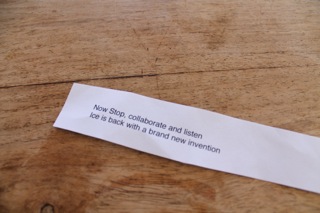 Now Stop, collaborate and listen
Ice is back with a brand new invention